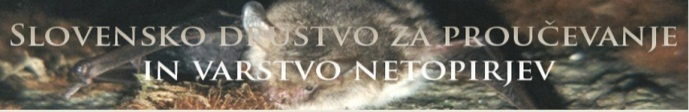 Slovensko društvo za proučevanje
in varstvo netopirjev